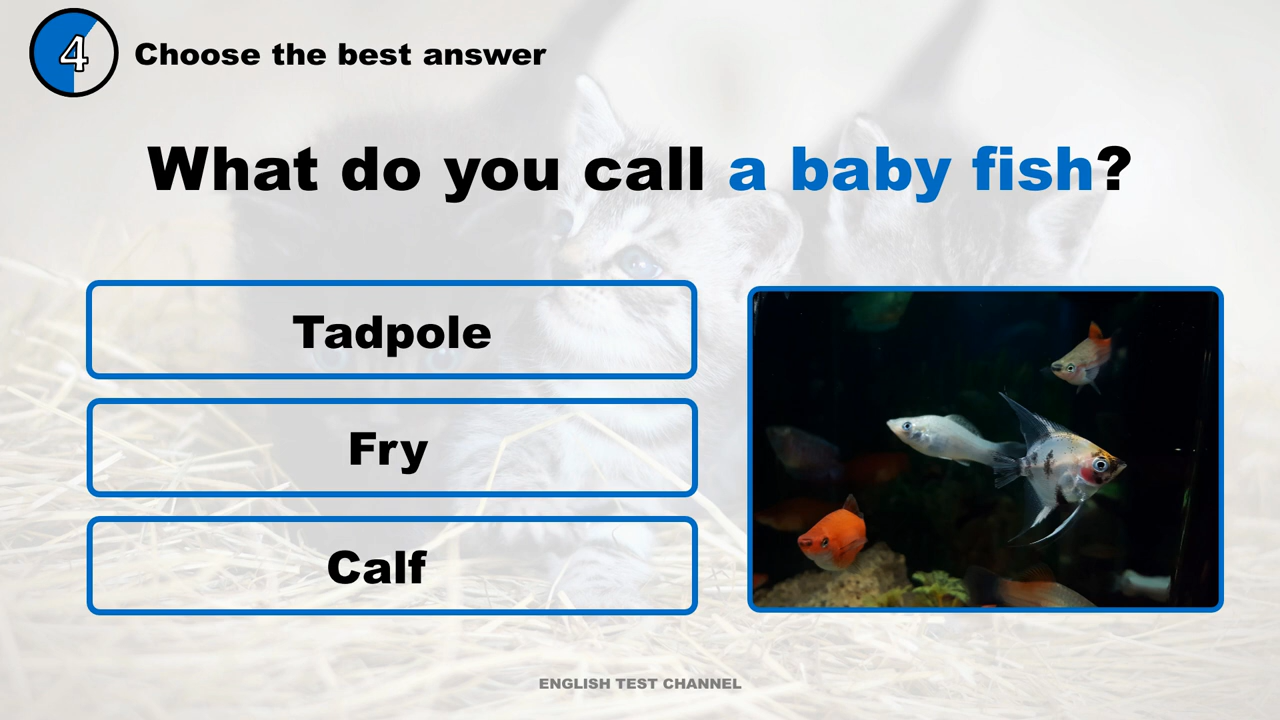 4
Choose the best answer
What do you call a baby fish?
Tadpole
Fry
Calf
ENGLISH TEST CHANNEL